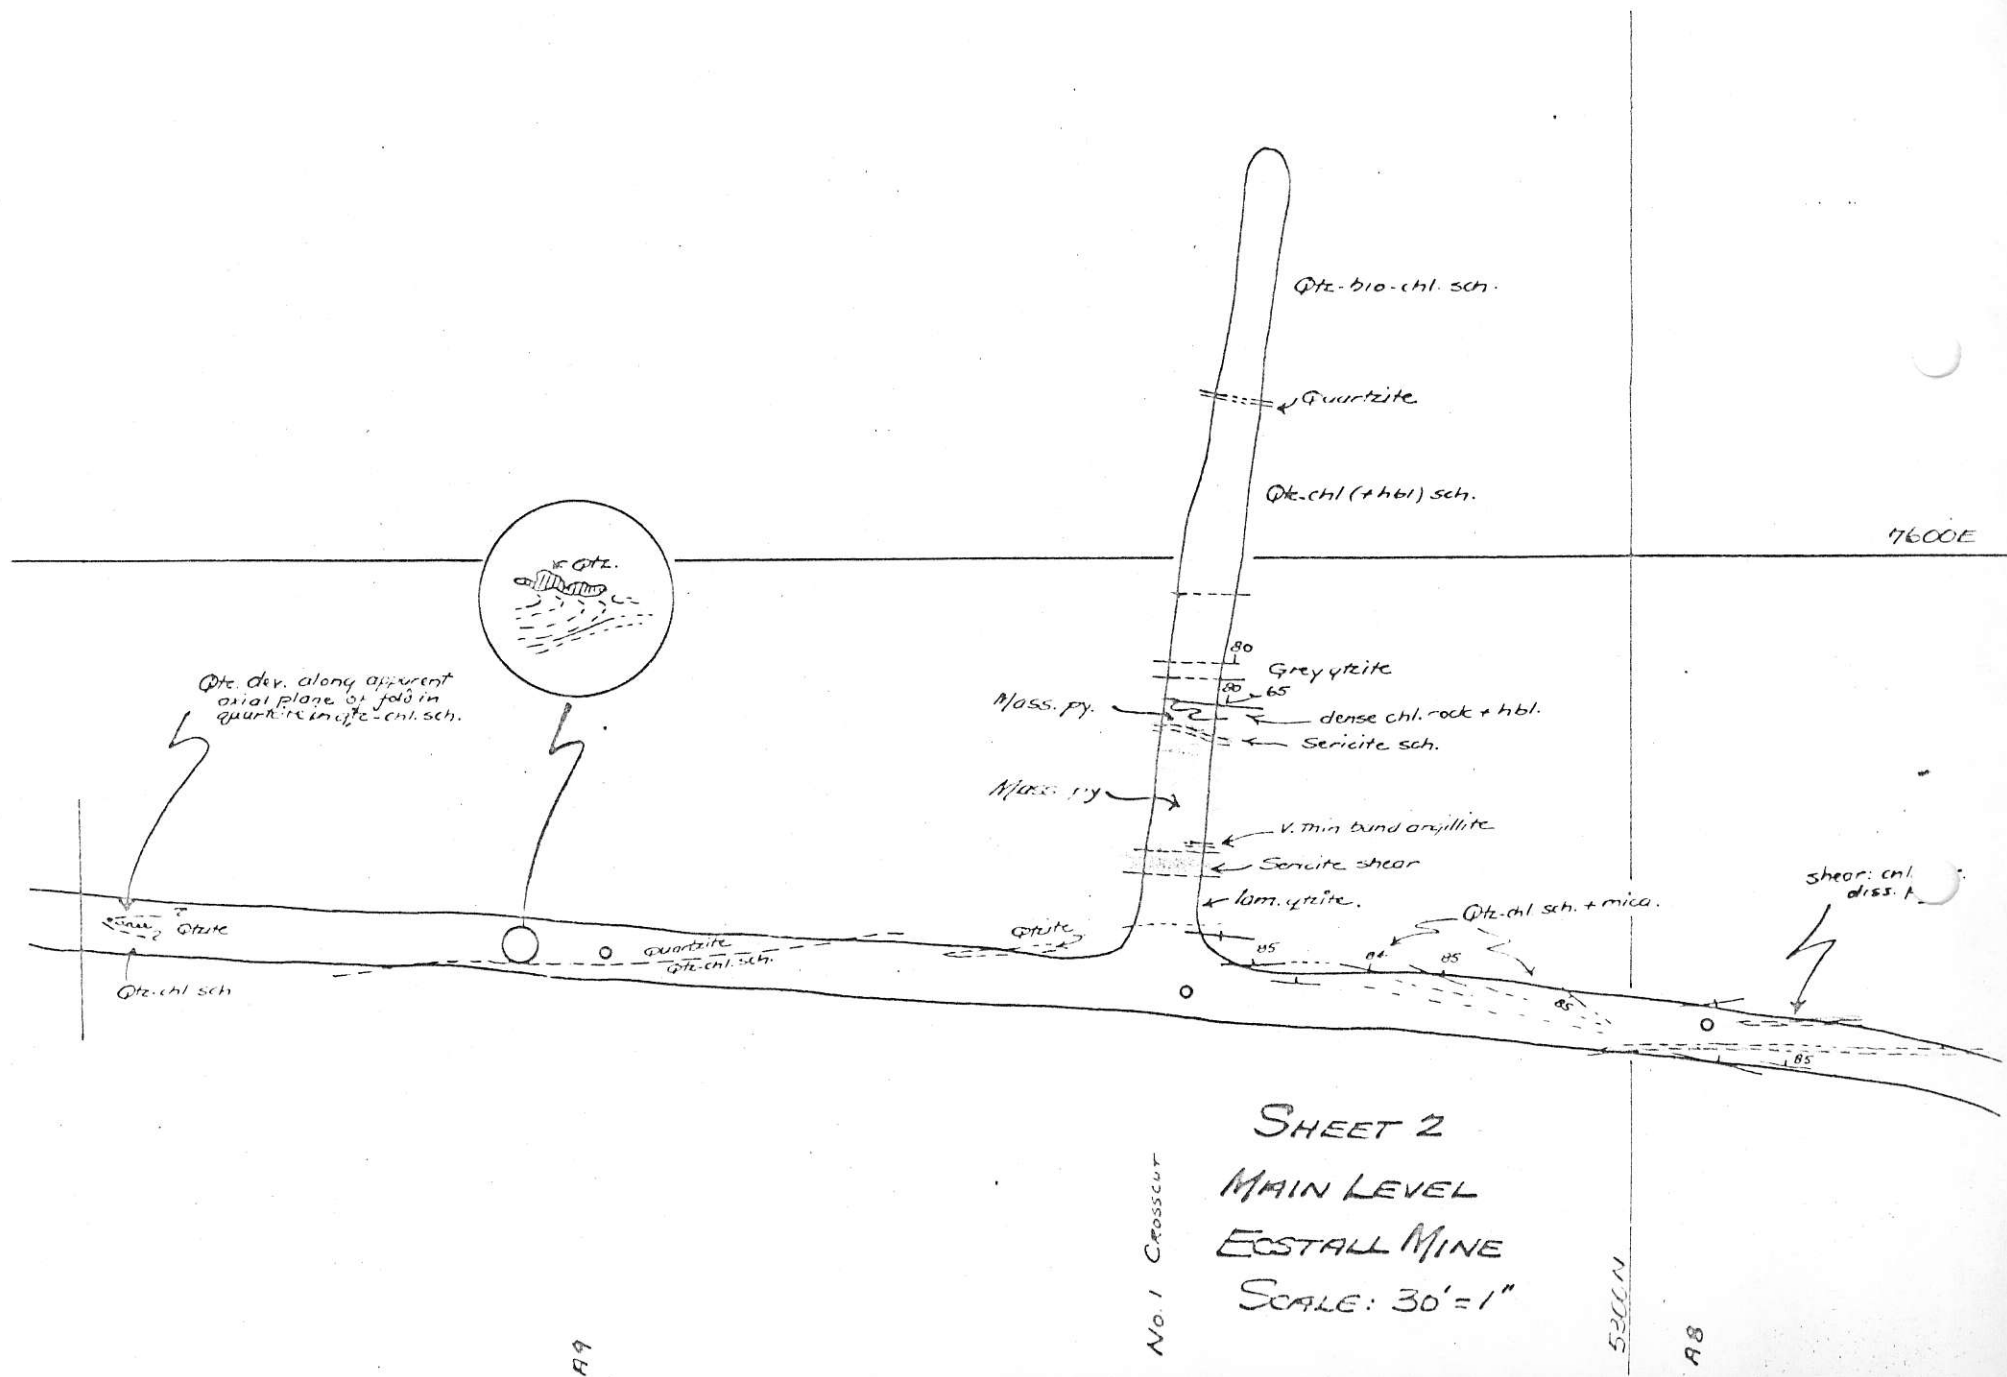 Qtz-bio-chl. sch.
Quartzite
Qtz-chl (+hbl) sch.
7600E
Qtz.
80
Grey qtzite
80
65
Mass. py.
dense chl. rock + hbl.
Sericite sch.
Qtz. dev. along apparent
axial plane of fold in
quartzite in qtz-chl. sch.
Mass. py
V. thin band argillite
Sericite shear
lam. qtzite.
shear: chl.
diss.
Qtz-chl sch. + mica.
Qtzite
Qtzite
Quartzite
Qtz-chl. sch.
85
85
85
Qtz-chl sch
85
SHEET 2
MAIN LEVEL
ECSTALL MINE
SCALE: 30'=1"
No. 1 CROSSCUT
A9
A8